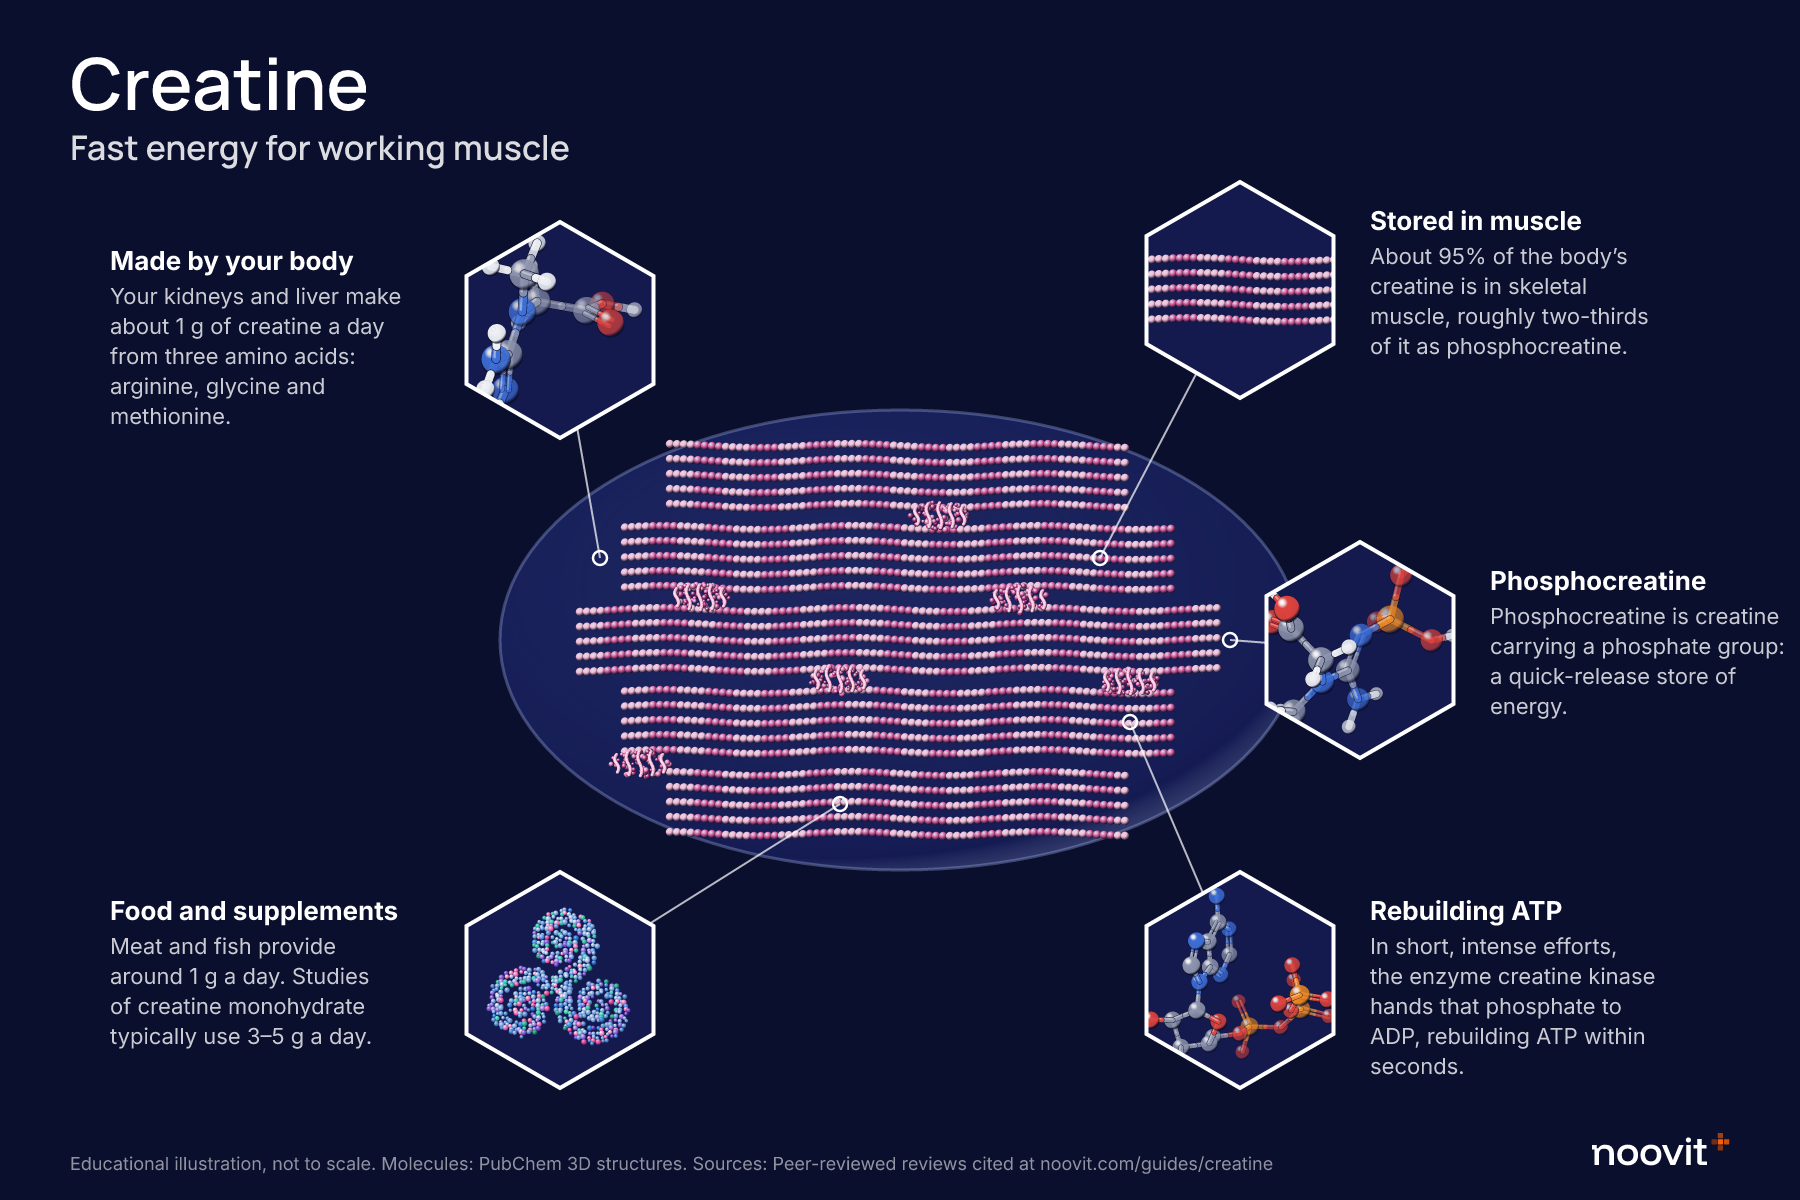 Creatine
Fast energy for working muscle
Made by your body
Your kidneys and liver make
about 1 g of creatine a day
from three amino acids:
arginine, glycine and
methionine.
Stored in muscle
About 95% of the body’s
creatine is in skeletal
muscle, roughly two-thirds
of it as phosphocreatine.
Phosphocreatine
Phosphocreatine is creatine
carrying a phosphate group:
a quick-release store of
energy.
Food and supplements
Meat and fish provide
around 1 g a day. Studies
of creatine monohydrate
typically use 3–5 g a day.
Rebuilding ATP
In short, intense efforts,
the enzyme creatine kinase
hands that phosphate to
ADP, rebuilding ATP within
seconds.
Educational illustration, not to scale. Molecules: PubChem 3D structures. Sources: Peer-reviewed reviews cited at noovit.com/guides/creatine
noovit